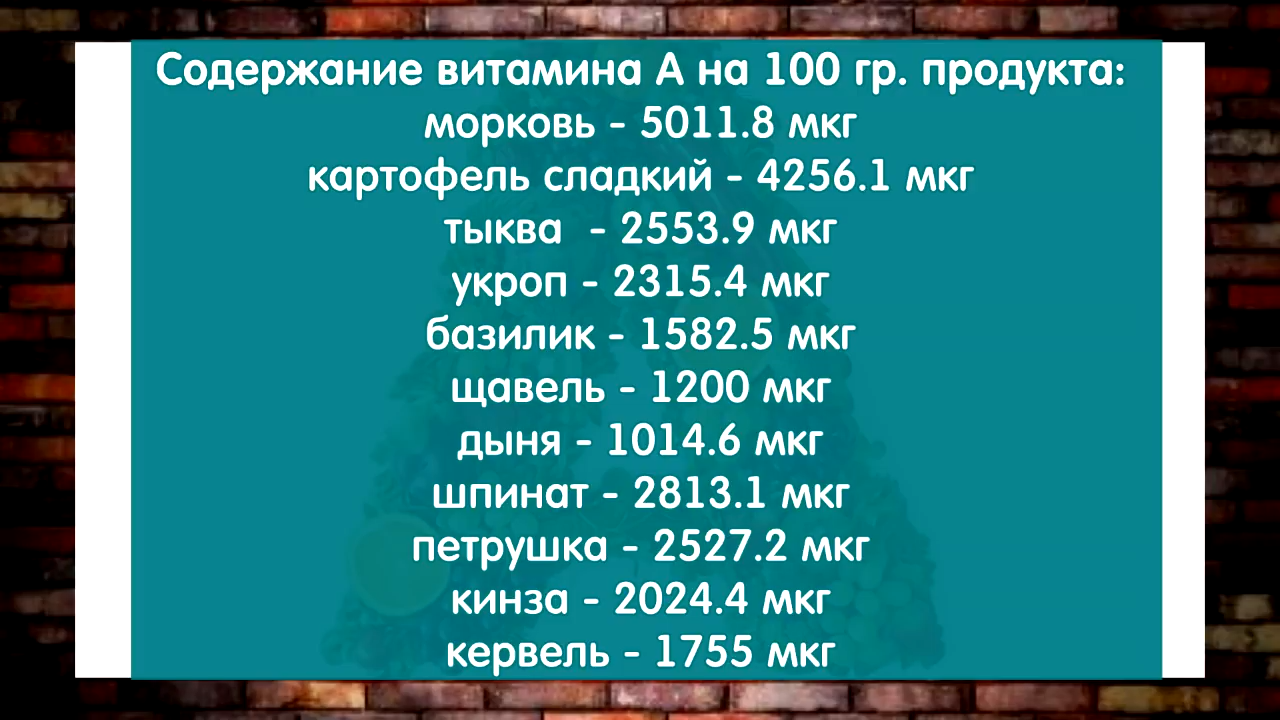 Содержание витамина А на 100 гр. продукта:
морковь - 5011.8 мкг
картофель сладкий - 4256.1 мкг
тыква - 2553.9 мкг
укроп - 2315.4 мкг
базилик - 1582.5 мкг
щавель - 1200 мкг
дыня - 1014.6 мкг
шпинат - 2813.1 мкг
петрушка - 2527.2 мкг
кинза - 2024.4 мкг
кервель - 1755 мкг